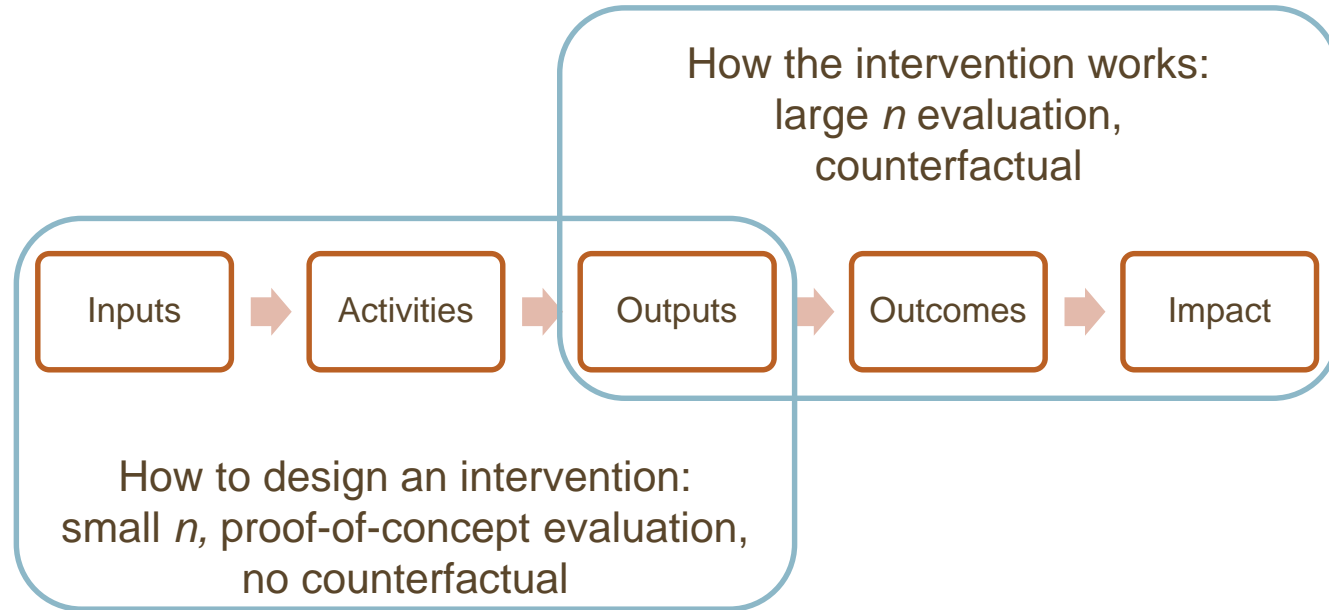 How the intervention works:
large n evaluation,
counterfactual
Inputs
Activities
Outputs
Outcomes
Impact
How to design an intervention:
small n, proof-of-concept evaluation,
no counterfactual